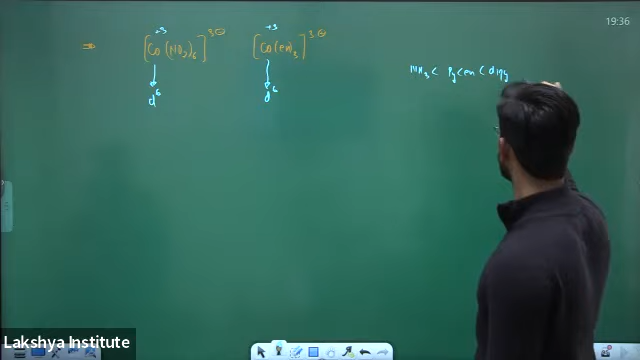 19:36
⇒ [Co(NO2)6]3⊖ [Co(en)3]3⊕
+3 +3
d6 d6
NH3 < Py < en < dipy
Lakshya Institute